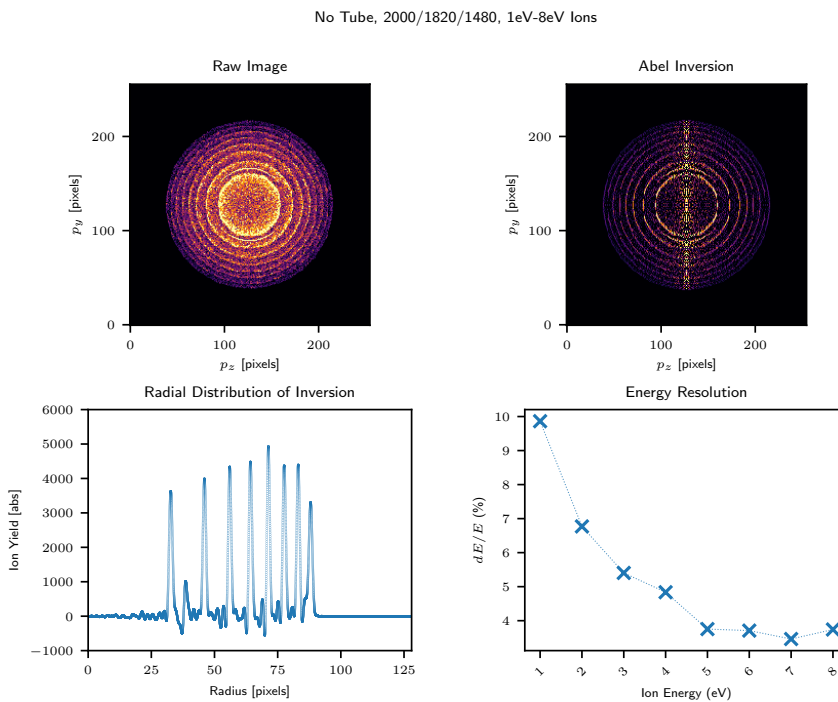 No Tube, 2000/1820/1480, 1eV-8eV Ions
Raw Image
Abel Inversion
200
100
0
p_y [pixels]
0 100 200
p_z [pixels]
200
100
0
p_y [pixels]
0 100 200
p_z [pixels]
Radial Distribution of Inversion
Energy Resolution
6000
5000
4000
3000
2000
1000
0
−1000
Ion Yield [abs]
0 25 50 75 100 125
Radius [pixels]
10
9
8
7
6
5
4
dE/E (%)
1 2 3 4 5 6 7 8
Ion Energy (eV)